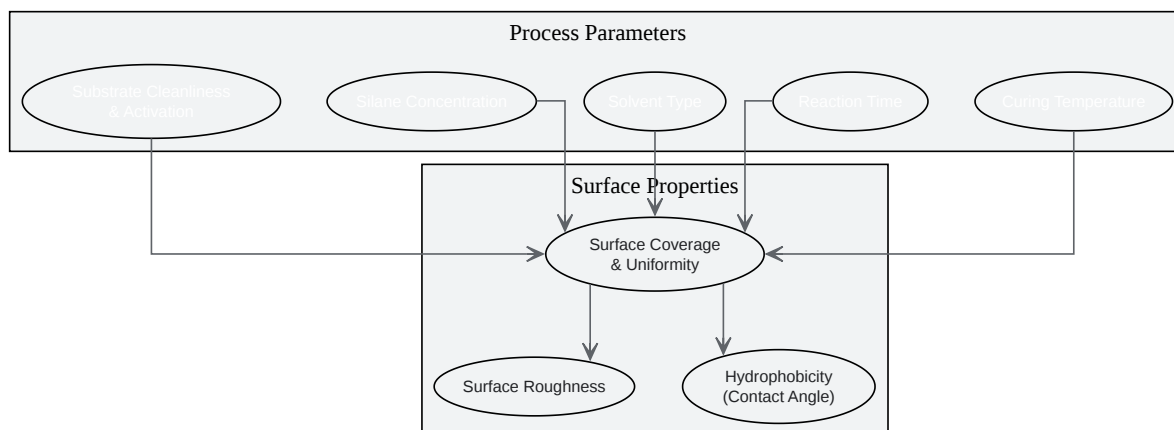 Process Parameters
Substrate Cleanliness
& Activation
Silane Concentration
Solvent Type
Reaction Time
Curing Temperature
Surface Properties
Surface Coverage
& Uniformity
Surface Roughness
Hydrophobicity
(Contact Angle)